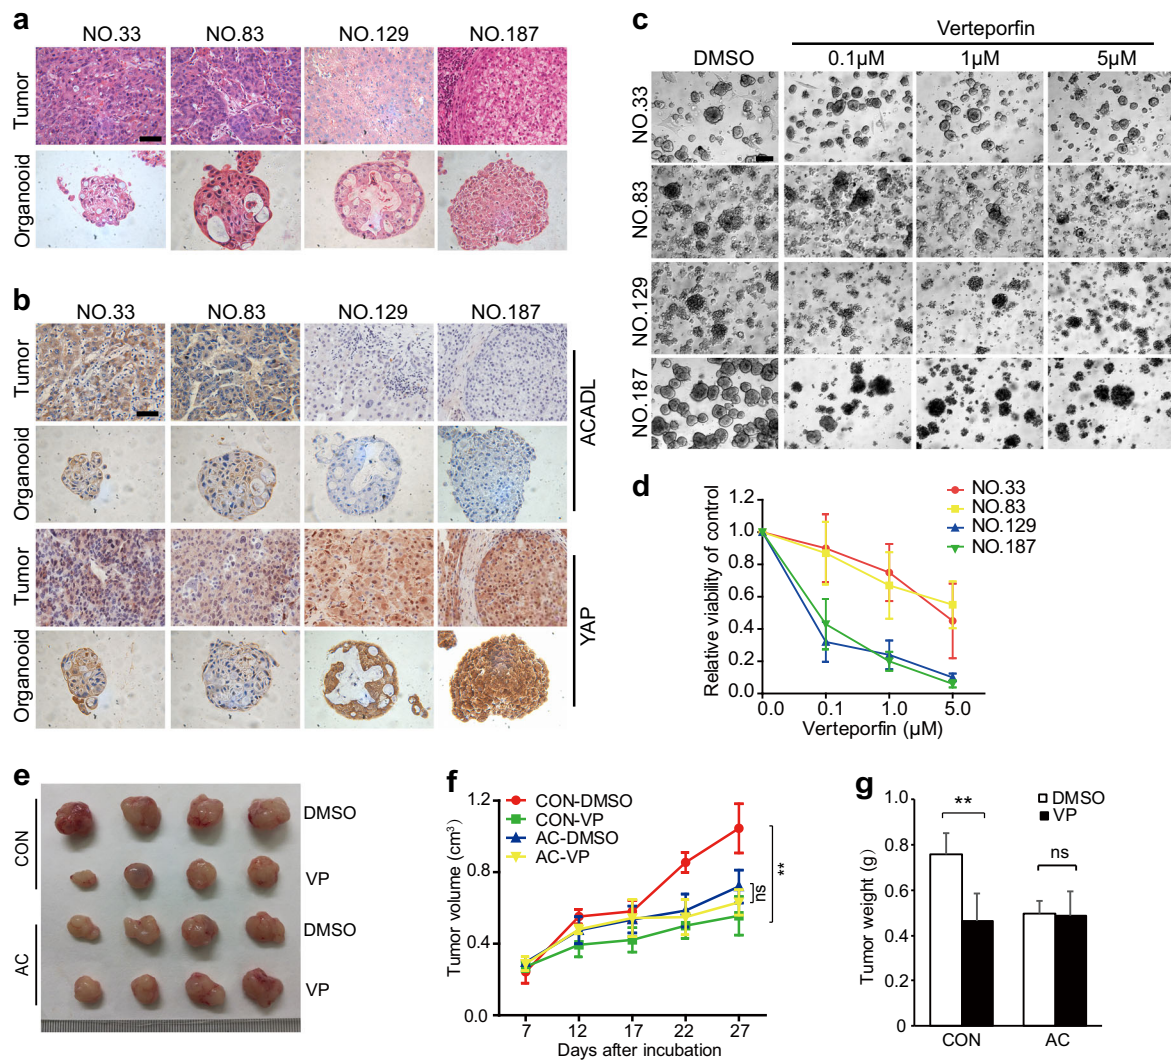 a
NO.33 NO.83 NO.129 NO.187
Tumor
Organooid
b
NO.33 NO.83 NO.129 NO.187
Tumor
Organooid
ACADL
Tumor
Organooid
YAP
c
Verteporfin
DMSO 0.1µM 1µM 5µM
NO.33
NO.83
NO.129
NO.187
d
Relative viability of control
1.2
1.0
0.8
0.6
0.4
0.2
0.0
0.0 0.1 1.0 5.0
Verteporfin (µM)
NO.33
NO.83
NO.129
NO.187
e
CON
DMSO
VP
AC
DMSO
VP
f
Tumor volume (cm³)
1.2
0.8
0.4
0.0
7 12 17 22 27
Days after incubation
CON-DMSO
CON-VP
AC-DMSO
AC-VP
ns
**
g
Tumor weight (g)
1.0
0.8
0.6
0.4
0.2
0
DMSO
VP
**
ns
CON AC